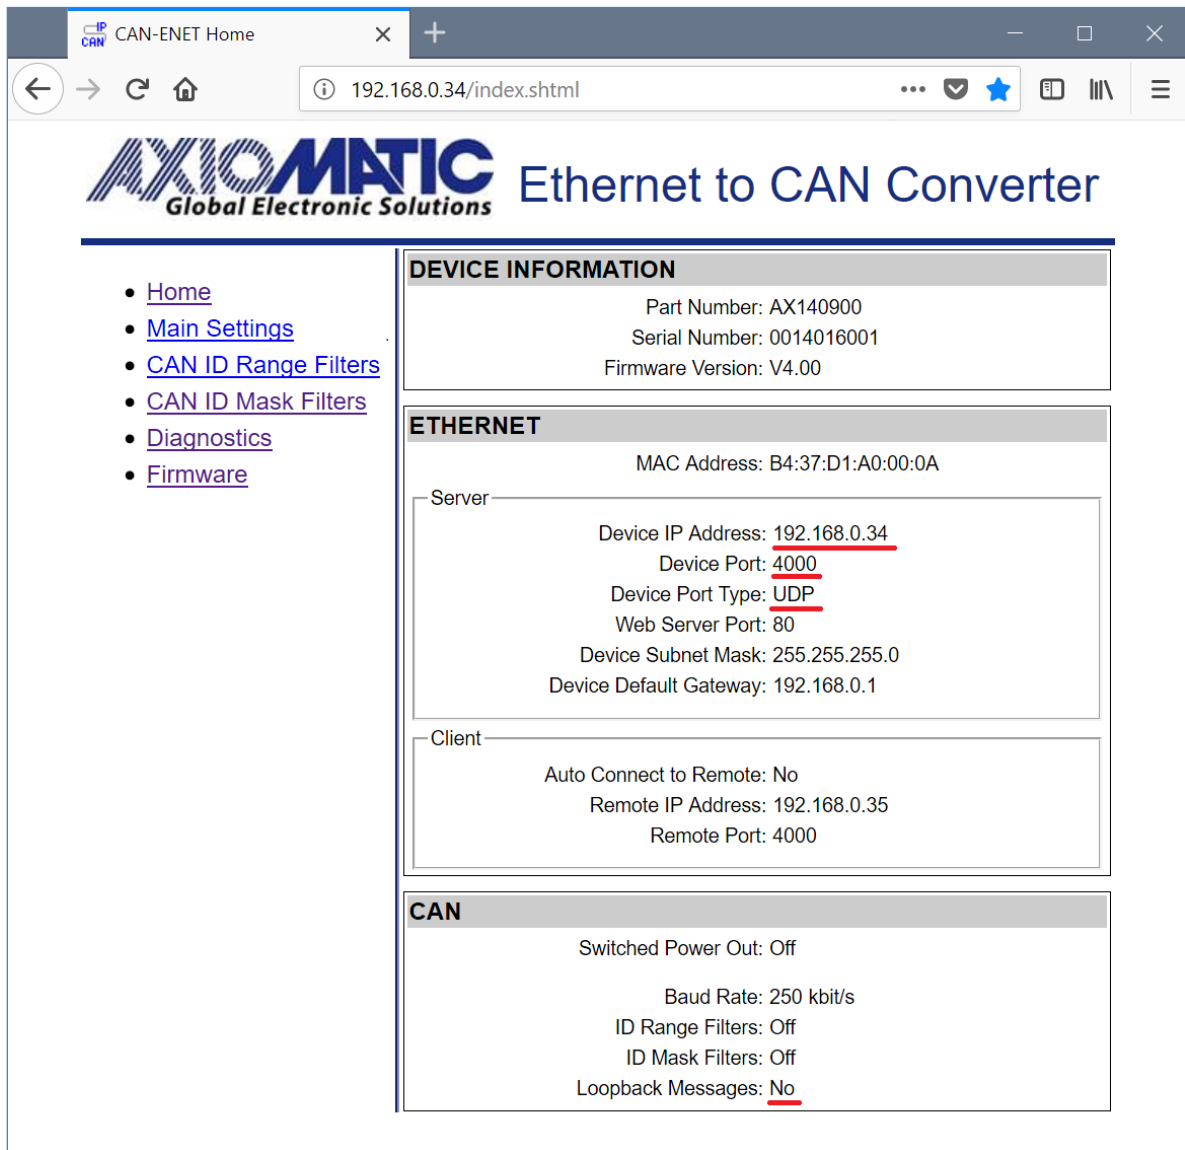 IP
CAN
CAN-ENET Home
192.168.0.34/index.shtml
AXIOMATIC
Global Electronic Solutions
Ethernet to CAN Converter
Home
Main Settings
CAN ID Range Filters
CAN ID Mask Filters
Diagnostics
Firmware
DEVICE INFORMATION
Part Number: AX140900
Serial Number: 0014016001
Firmware Version: V4.00
ETHERNET
MAC Address: B4:37:D1:A0:00:0A
Server
Device IP Address: 192.168.0.34
Device Port: 4000
Device Port Type: UDP
Web Server Port: 80
Device Subnet Mask: 255.255.255.0
Device Default Gateway: 192.168.0.1
Client
Auto Connect to Remote: No
Remote IP Address: 192.168.0.35
Remote Port: 4000
CAN
Switched Power Out: Off
Baud Rate: 250 kbit/s
ID Range Filters: Off
ID Mask Filters: Off
Loopback Messages: No